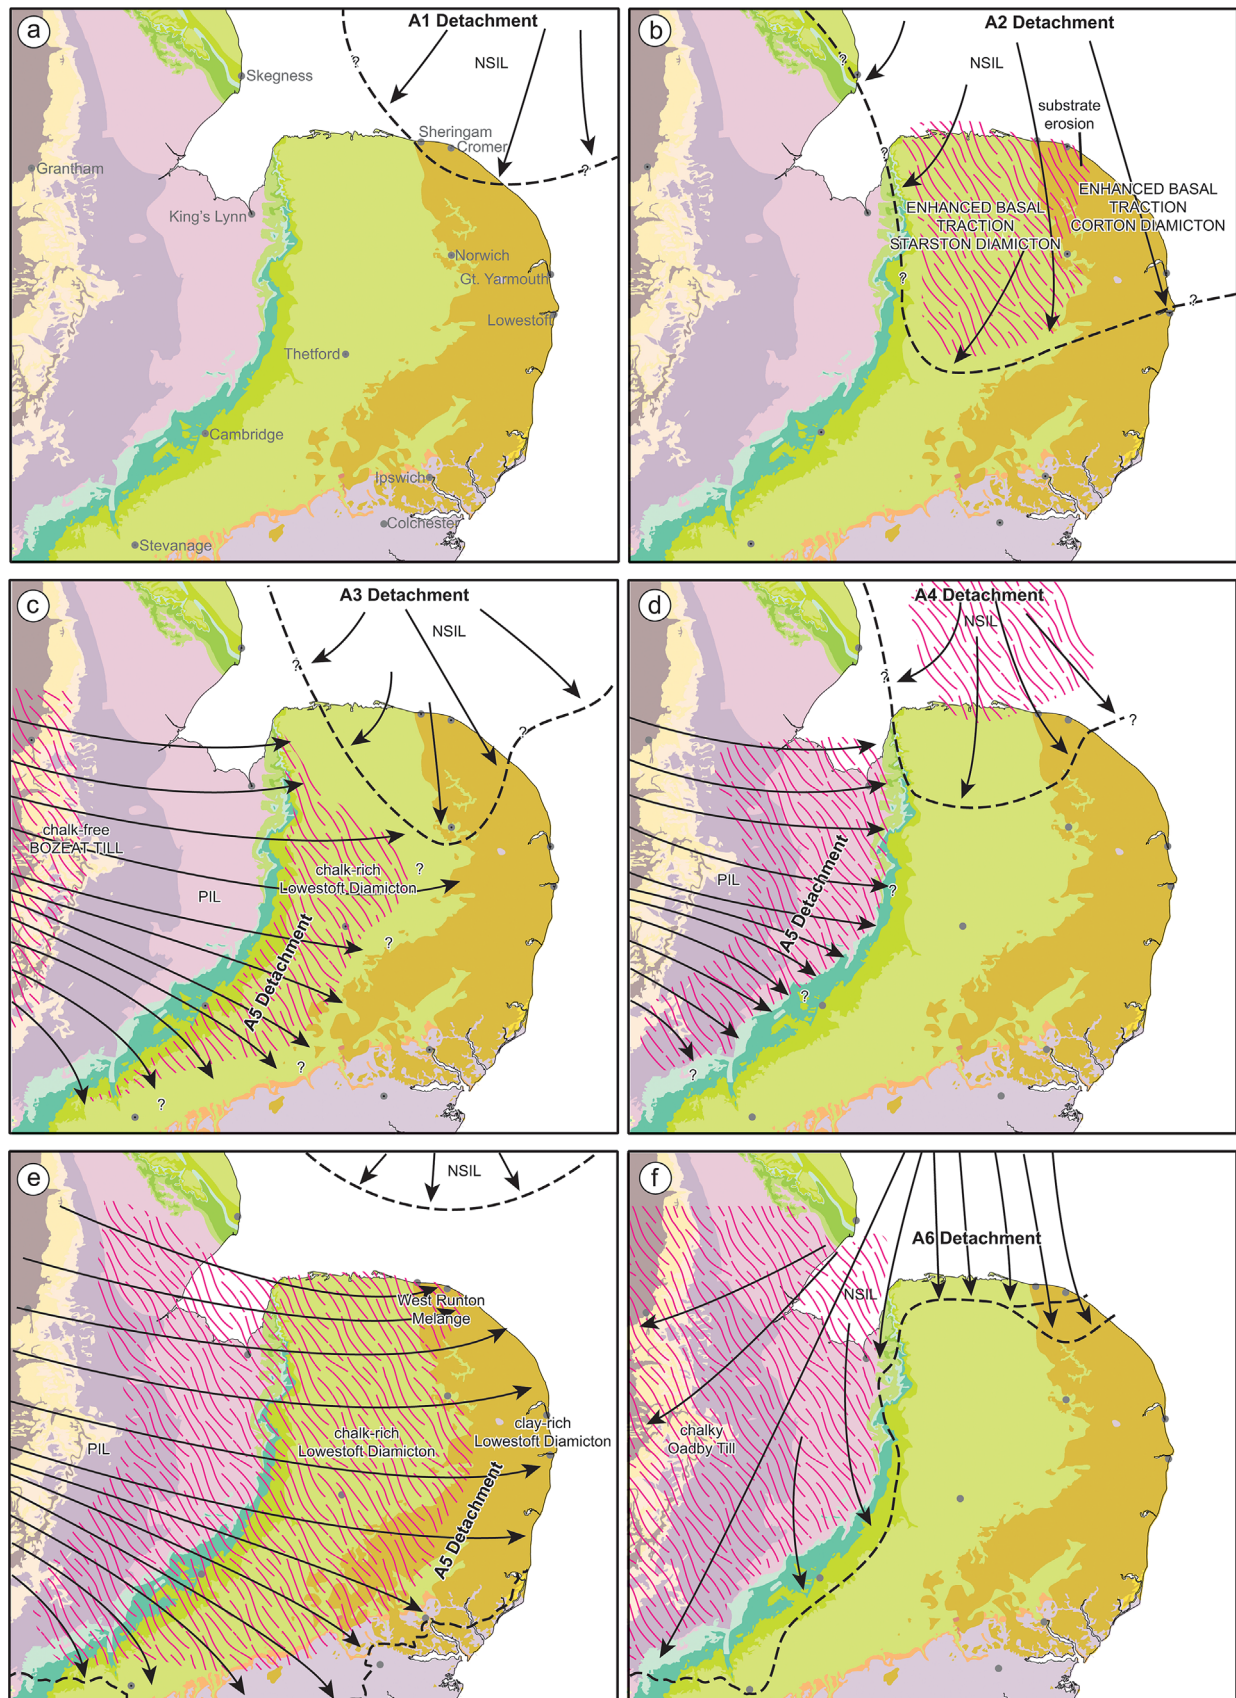 a
A1 Detachment
?
NSIL
Skegness
Sheringam
Cromer
?
Grantham
King's Lynn
Norwich
Gt. Yarmouth
Lowestoft
Thetford
Cambridge
Ipswich
Colchester
Stevanage
b
A2 Detachment
?
NSIL
substrate
erosion
?
ENHANCED BASAL
TRACTION
CORTON DIAMICTON
ENHANCED BASAL
TRACTION
STARSTON DIAMICTON
?
?
c
A3 Detachment
NSIL
?
?
chalk-free
BOZEAT TILL
chalk-rich
Lowestoft Diamicton
?
PIL
A5 Detachment
?
?
?
d
A4 Detachment
NSIL
?
?
PIL
A5 Detachment
?
?
?
e
NSIL
West Runton
Melange
PIL
chalk-rich
Lowestoft Diamicton
clay-rich
Lowestoft Diamicton
A5 Detachment
f
A6 Detachment
NSIL
chalky
Oadby Till